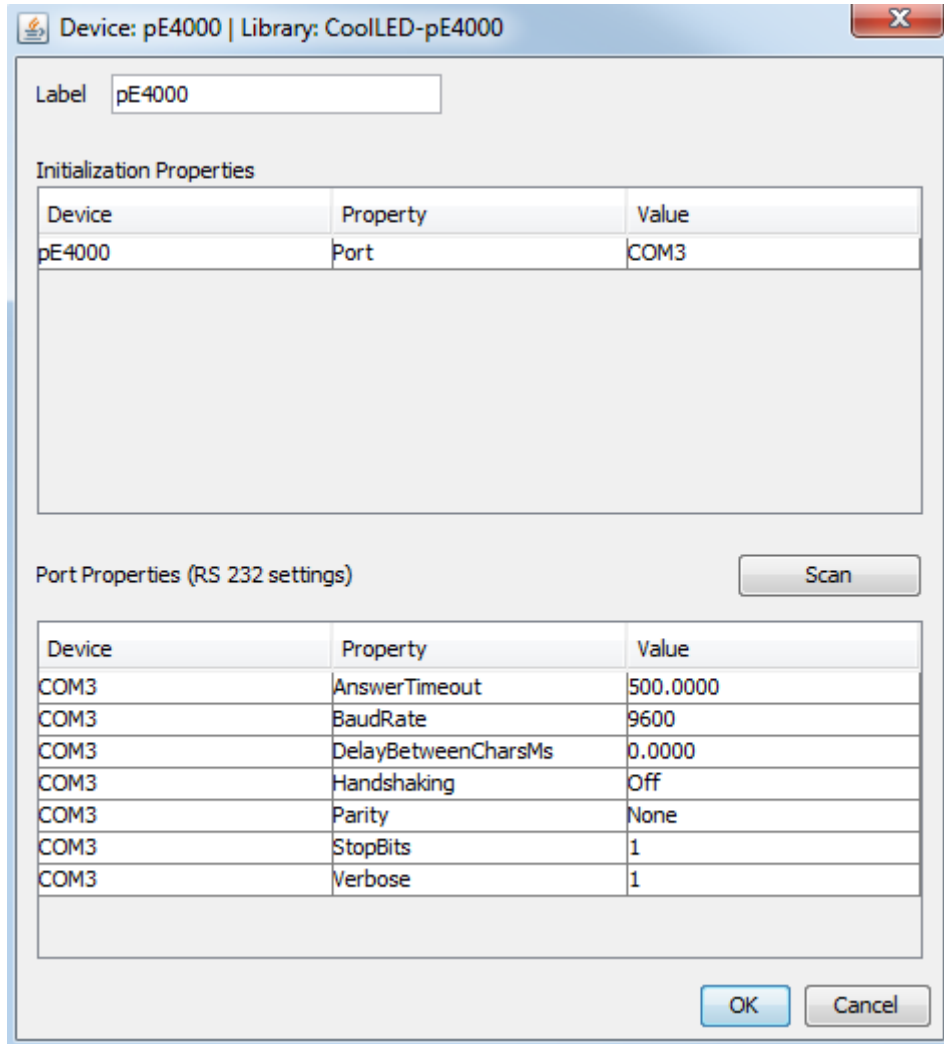 Device: pE4000 | Library: CoolLED-pE4000
Label pE4000
Initialization Properties
Device Property Value
pE4000 Port COM3
Port Properties (RS 232 settings) Scan
Device Property Value
COM3 AnswerTimeout 500.0000
COM3 BaudRate 9600
COM3 DelayBetweenCharsMs 0.0000
COM3 Handshaking Off
COM3 Parity None
COM3 StopBits 1
COM3 Verbose 1
OK Cancel